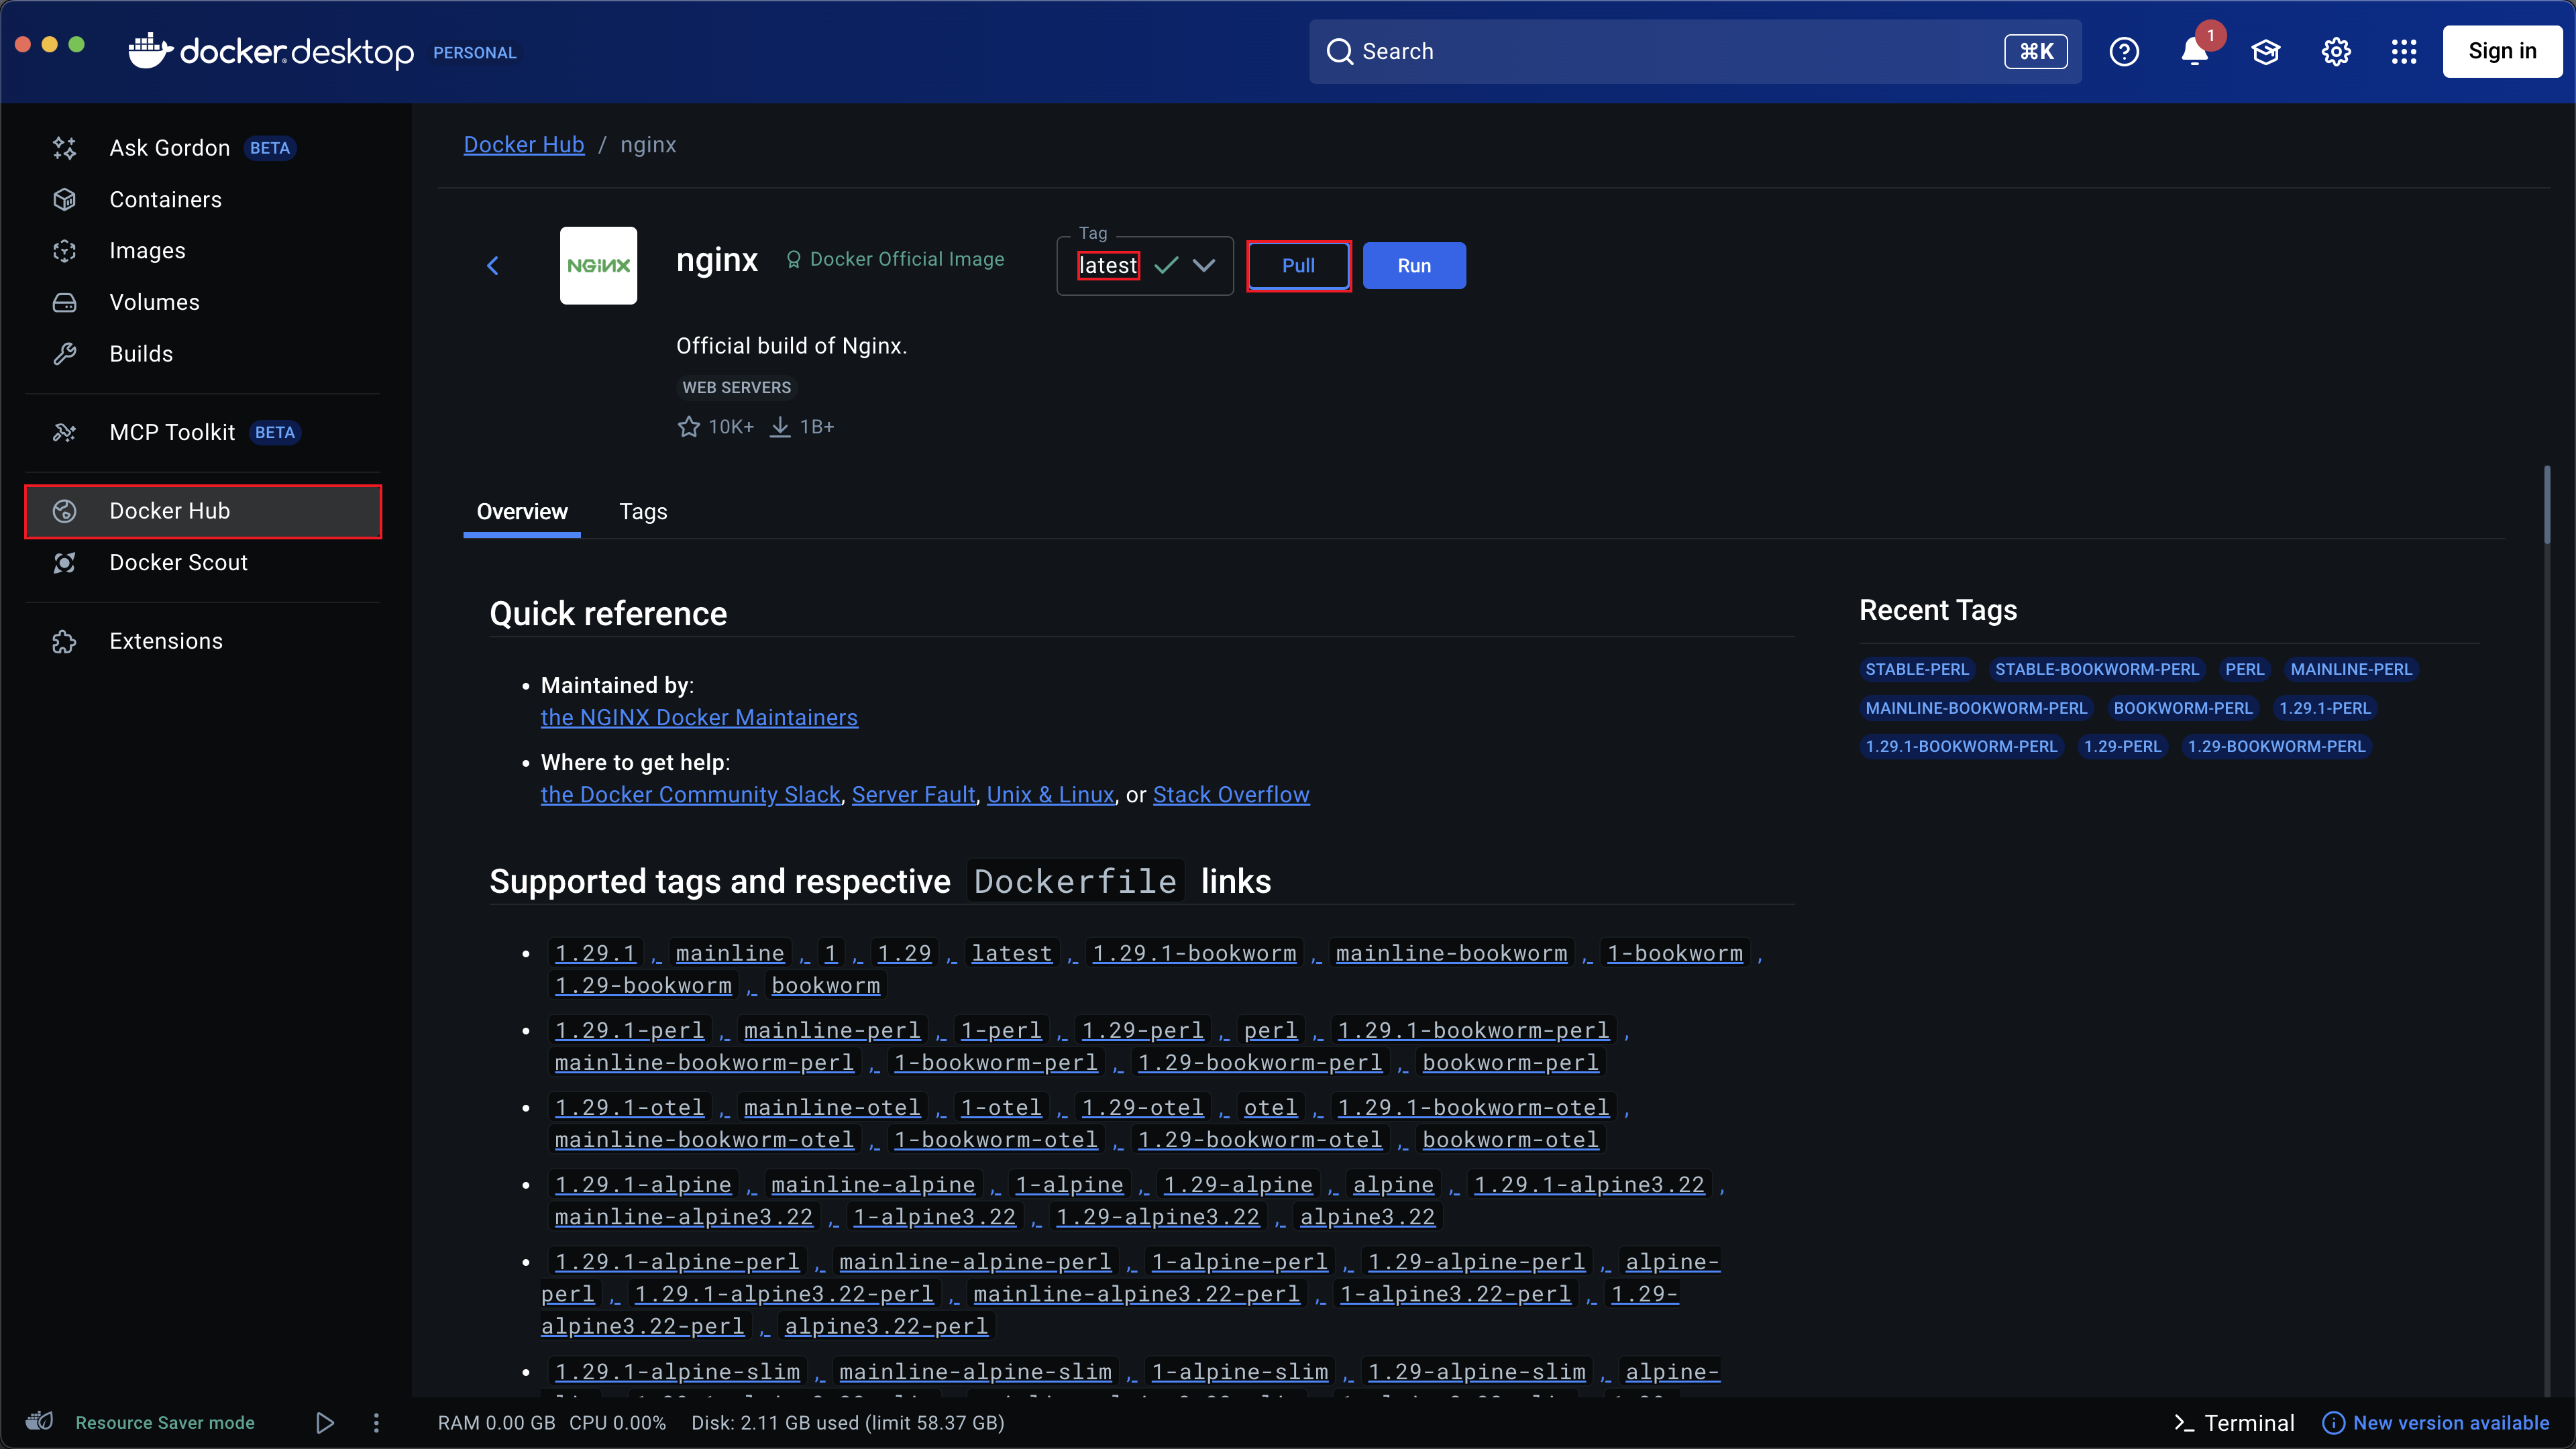 docker desktop PERSONAL Search ⌘K 1 Sign in
Ask Gordon BETA
Containers
Images
Volumes
Builds
MCP Toolkit BETA
Docker Hub
Docker Scout
Extensions
Docker Hub / nginx
NGINX
nginx Docker Official Image
Tag
latest
Pull Run
Official build of Nginx.
WEB SERVERS
10K+ 1B+
Overview Tags
Quick reference
• Maintained by:
the NGINX Docker Maintainers
• Where to get help:
the Docker Community Slack, Server Fault, Unix & Linux, or Stack Overflow
Supported tags and respective Dockerfile links
• 1.29.1 , mainline , 1 , 1.29 , latest , 1.29.1-bookworm , mainline-bookworm , 1-bookworm ,
1.29-bookworm , bookworm
• 1.29.1-perl , mainline-perl , 1-perl , 1.29-perl , perl , 1.29.1-bookworm-perl ,
mainline-bookworm-perl , 1-bookworm-perl , 1.29-bookworm-perl , bookworm-perl
• 1.29.1-otel , mainline-otel , 1-otel , 1.29-otel , otel , 1.29.1-bookworm-otel ,
mainline-bookworm-otel , 1-bookworm-otel , 1.29-bookworm-otel , bookworm-otel
• 1.29.1-alpine , mainline-alpine , 1-alpine , 1.29-alpine , alpine , 1.29.1-alpine3.22 ,
mainline-alpine3.22 , 1-alpine3.22 , 1.29-alpine3.22 , alpine3.22
• 1.29.1-alpine-perl , mainline-alpine-perl , 1-alpine-perl , 1.29-alpine-perl , alpine-
perl , 1.29.1-alpine3.22-perl , mainline-alpine3.22-perl , 1-alpine3.22-perl , 1.29-
alpine3.22-perl , alpine3.22-perl
• 1.29.1-alpine-slim , mainline-alpine-slim , 1-alpine-slim , 1.29-alpine-slim , alpine-
Recent Tags
STABLE-PERL STABLE-BOOKWORM-PERL PERL MAINLINE-PERL
MAINLINE-BOOKWORM-PERL BOOKWORM-PERL 1.29.1-PERL
1.29.1-BOOKWORM-PERL 1.29-PERL 1.29-BOOKWORM-PERL
Resource Saver mode RAM 0.00 GB CPU 0.00% Disk: 2.11 GB used (limit 58.37 GB) >_ Terminal New version available